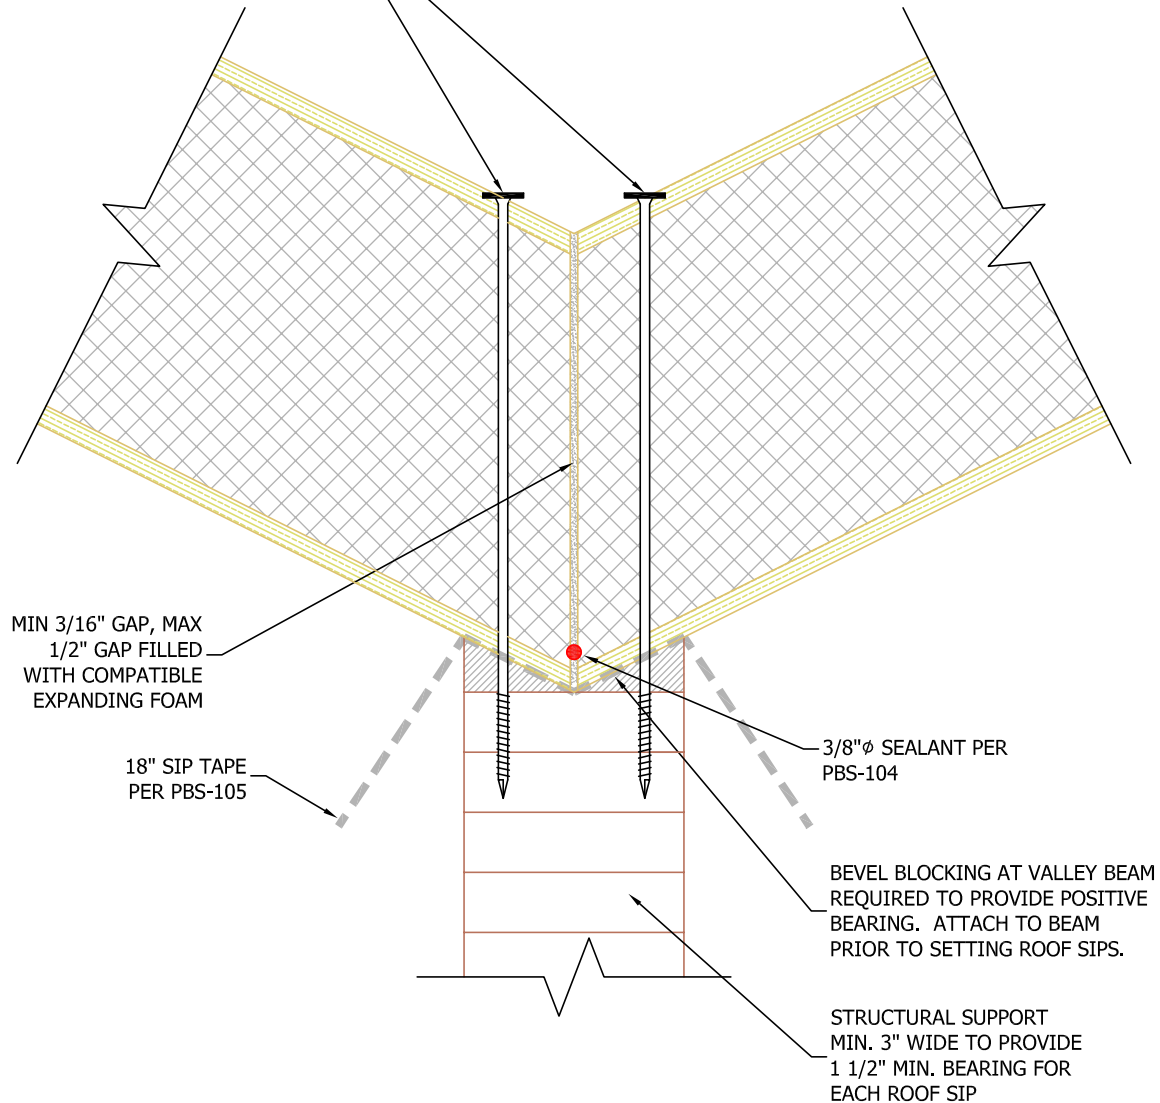 MIN 3/16" GAP, MAX
1/2" GAP FILLED
WITH COMPATIBLE
EXPANDING FOAM
18" SIP TAPE
PER PBS-105
3/8"⌀ SEALANT PER
PBS-104
BEVEL BLOCKING AT VALLEY BEAM
REQUIRED TO PROVIDE POSITIVE
BEARING. ATTACH TO BEAM
PRIOR TO SETTING ROOF SIPS.
STRUCTURAL SUPPORT
MIN. 3" WIDE TO PROVIDE
1 1/2" MIN. BEARING FOR
EACH ROOF SIP